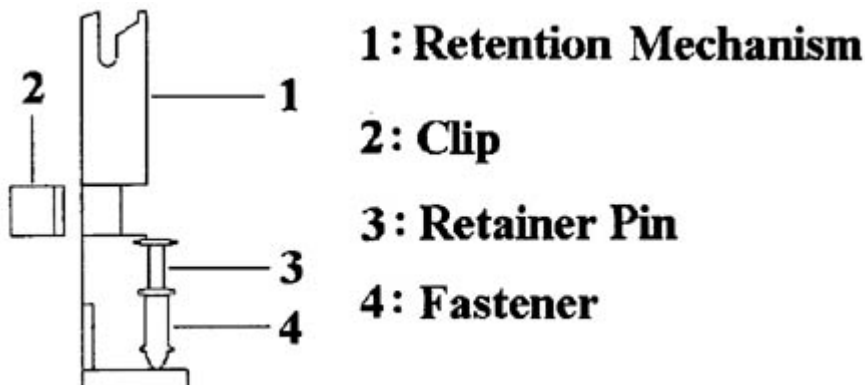 1: Retention Mechanism
2
1
2: Clip
3: Retainer Pin
3
4: Fastener
4